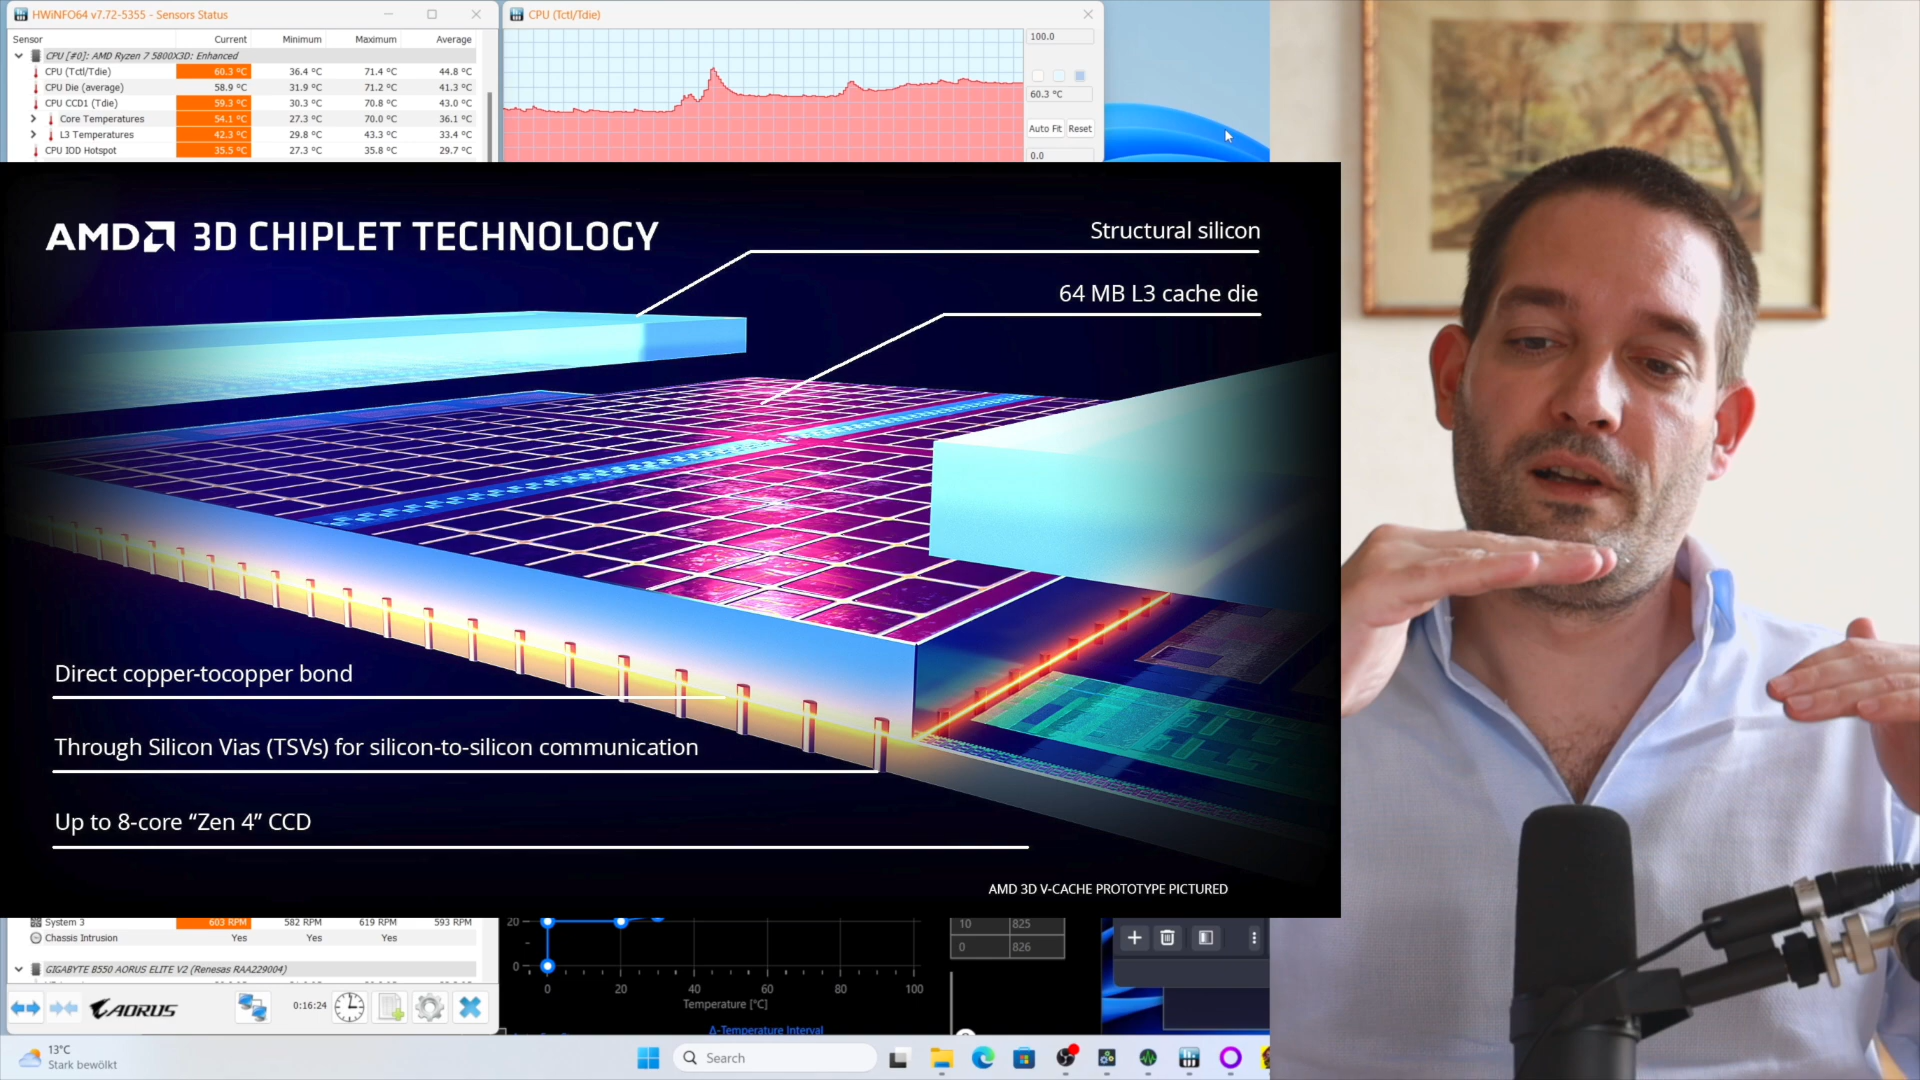 HWiNFO64 v7.72-5355 - Sensors Status
Sensor Current Minimum Maximum Average
CPU [#0]: AMD Ryzen 7 5800X3D: Enhanced
CPU (Tctl/Tdie) 60.3 °C 36.4 °C 71.4 °C 44.8 °C
CPU Die (average) 58.9 °C 31.9 °C 71.2 °C 41.3 °C
CPU CCD1 (Tdie) 59.3 °C 30.3 °C 70.8 °C 43.0 °C
Core Temperatures 54.1 °C 27.3 °C 70.0 °C 36.1 °C
L3 Temperatures 42.3 °C 29.8 °C 43.3 °C 33.4 °C
CPU IOD Hotspot 35.5 °C 27.3 °C 35.8 °C 29.7 °C
CPU (Tctl/Tdie)
100.0
60.3 °C
Auto Fit Reset
0.0
AMD 3D CHIPLET TECHNOLOGY
Structural silicon
64 MB L3 cache die
Direct copper-tocopper bond
Through Silicon Vias (TSVs) for silicon-to-silicon communication
Up to 8-core “Zen 4” CCD
AMD 3D V-CACHE PROTOTYPE PICTURED
System 3 603 RPM 582 RPM 619 RPM 593 RPM
Chassis Intrusion Yes Yes Yes
GIGABYTE B550 AORUS ELITE V2 (Renesas RAA229004)
AORUS
0:16:24
20
0
0 20 40 60 80 100
Temperature [°C]
Δ-Temperature Interval
10 825
0 826
13°C
Stark bewölkt
Search